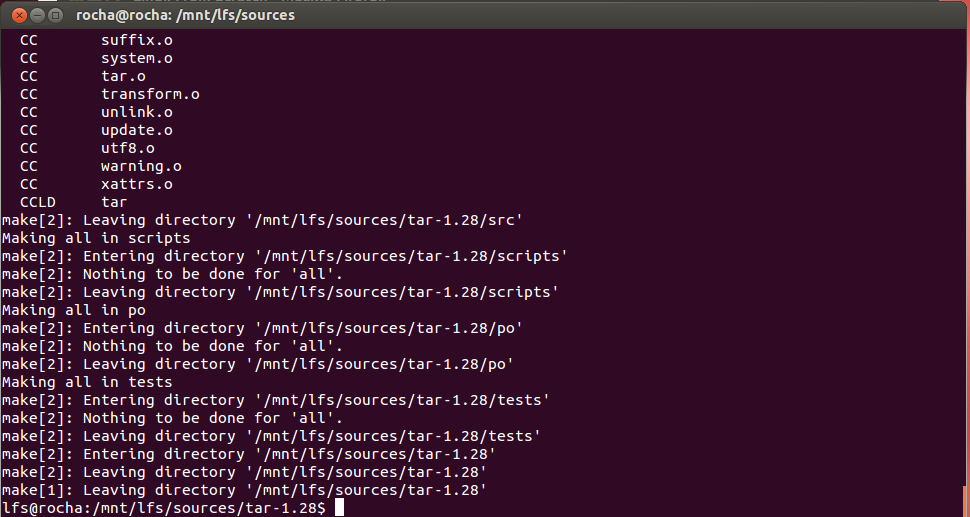 rocha@rocha: /mnt/lfs/sources
CC suffix.o
CC system.o
CC tar.o
CC transform.o
CC unlink.o
CC update.o
CC utf8.o
CC warning.o
CC xattrs.o
CCLD tar
make[2]: Leaving directory '/mnt/lfs/sources/tar-1.28/src'
Making all in scripts
make[2]: Entering directory '/mnt/lfs/sources/tar-1.28/scripts'
make[2]: Nothing to be done for 'all'.
make[2]: Leaving directory '/mnt/lfs/sources/tar-1.28/scripts'
Making all in po
make[2]: Entering directory '/mnt/lfs/sources/tar-1.28/po'
make[2]: Nothing to be done for 'all'.
make[2]: Leaving directory '/mnt/lfs/sources/tar-1.28/po'
Making all in tests
make[2]: Entering directory '/mnt/lfs/sources/tar-1.28/tests'
make[2]: Nothing to be done for 'all'.
make[2]: Leaving directory '/mnt/lfs/sources/tar-1.28/tests'
make[2]: Entering directory '/mnt/lfs/sources/tar-1.28'
make[2]: Leaving directory '/mnt/lfs/sources/tar-1.28'
make[1]: Leaving directory '/mnt/lfs/sources/tar-1.28'
lfs@rocha:/mnt/lfs/sources/tar-1.28$